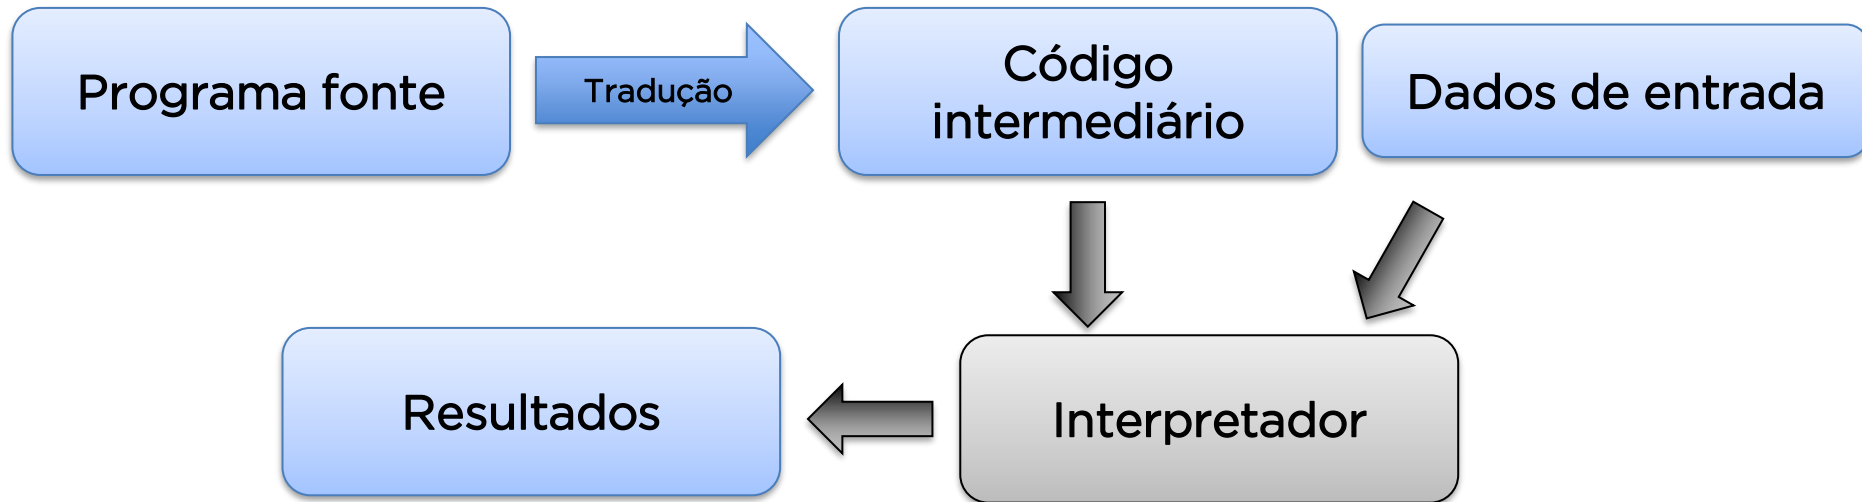 Programa fonte
Tradução
Código
intermediário
Dados de entrada
Resultados
Interpretador